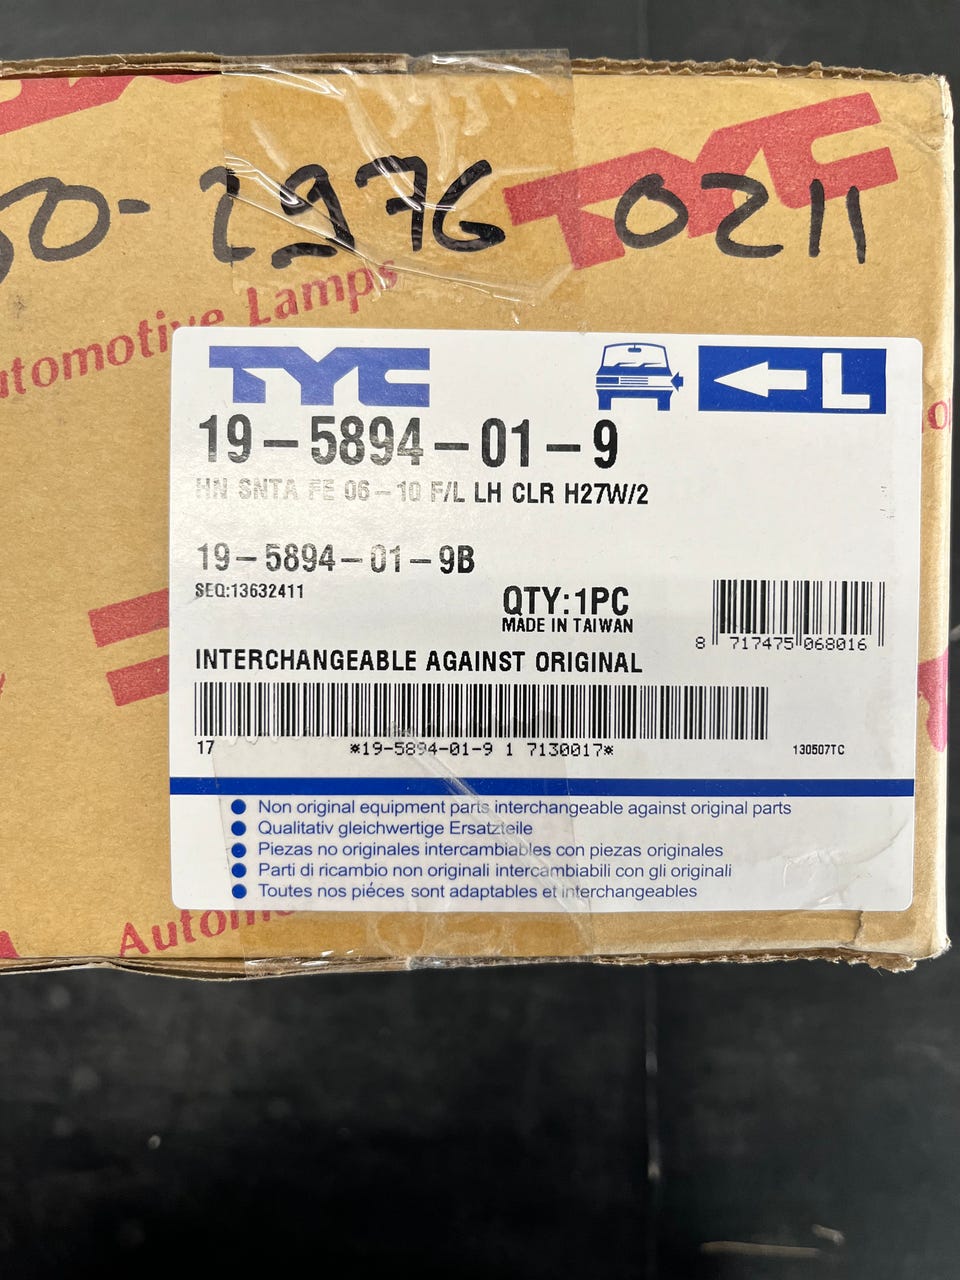 50-2976 0211
TYC
Automotive Lamps
TYC
L
19-5894-01-9
HN SNTA FE 06-10 F/L LH CLR H27W/2
19-5894-01-9B
SEQ:13632411
QTY:1PC
MADE IN TAIWAN
8 717475 068016
INTERCHANGEABLE AGAINST ORIGINAL
17 *19-5894-01-9 1 7130017* 130507TC
Non original equipment parts interchangeable against original parts
Qualitativ gleichwertige Ersatzteile
Piezas no originales intercambiables con piezas originales
Parti di ricambio non originali intercambiabili con gli originali
Toutes nos piéces sont adaptables et interchangeables